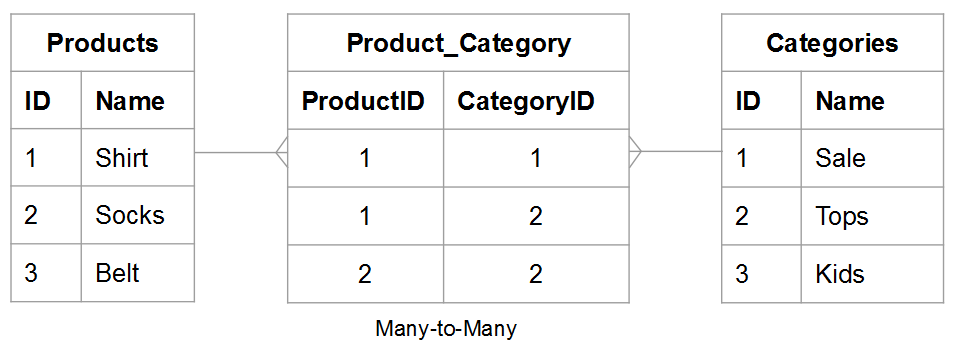 Products Product_Category Categories
ID Name ProductID CategoryID ID Name
1 Shirt 1 1 1 Sale
2 Socks 1 2 2 Tops
3 Belt 2 2 3 Kids
Many-to-Many